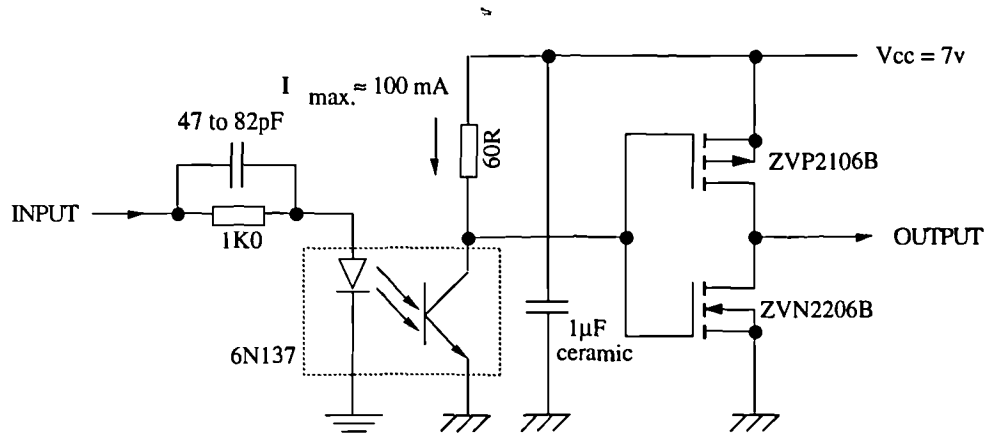 Vcc = 7v
I max. ≈ 100 mA
47 to 82pF
60R
ZVP2106B
INPUT
1K0
OUTPUT
ZVN2206B
6N137
1µF
ceramic